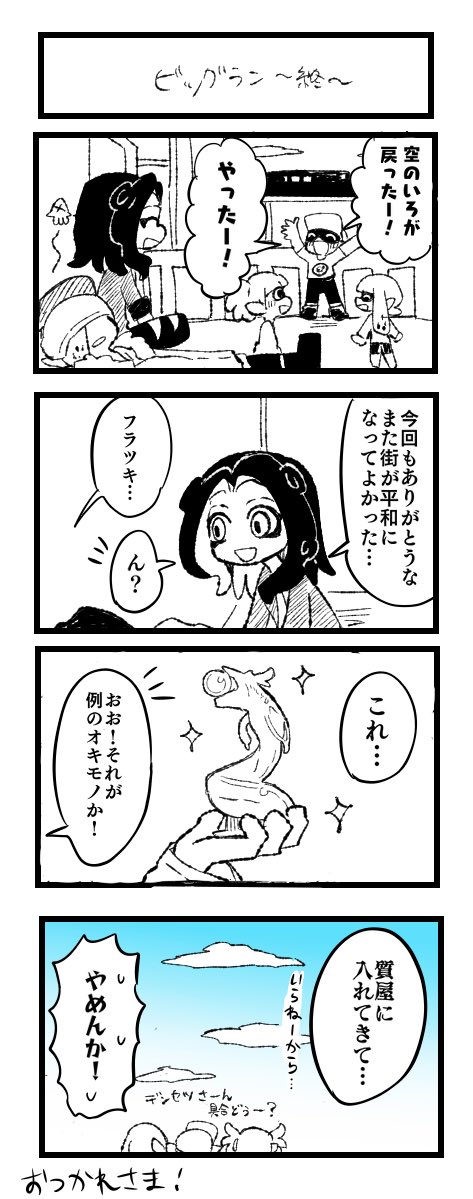 ビッグラン〜終〜
空のいろが
戻ったー!
やったー!
今回もありがとうな
また街が平和に
なってよかった…
フラツキ…
ん?
これ…
おお!それが
例のオキモノか!
質屋に
入れてきて…
いらねーから…
やめんか!
デンセツさーん
具合どうー?
おつかれさま!